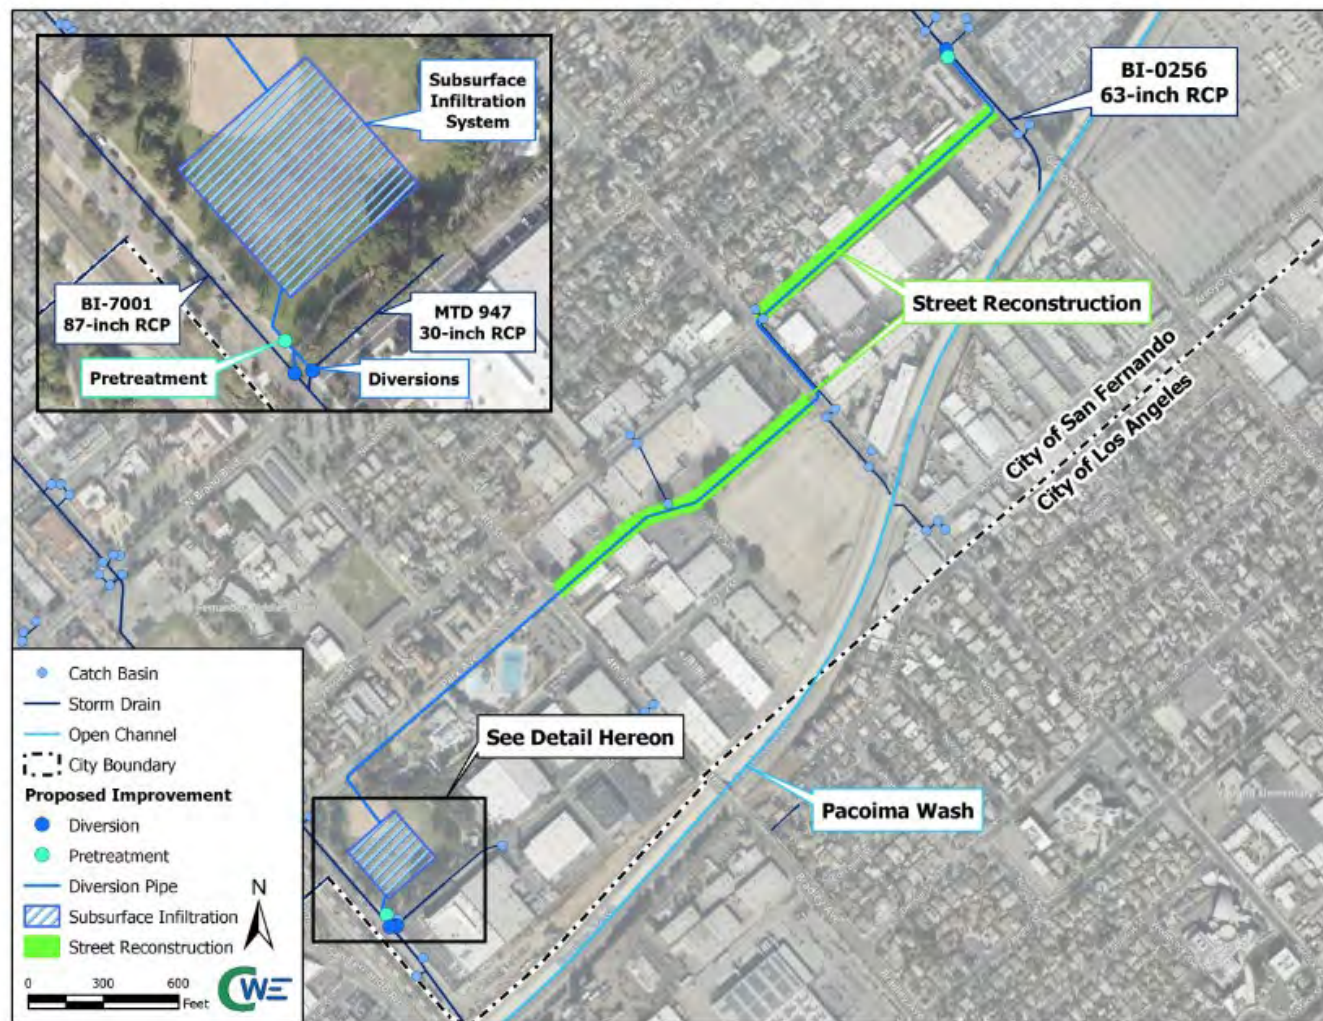 Subsurface
Infiltration
System
BI-7001
87-inch RCP
MTD 947
30-inch RCP
Pretreatment
Diversions
BI-0256
63-inch RCP
Street Reconstruction
City of San Fernando
City of Los Angeles
See Detail Hereon
Pacoima Wash
Park Ave
Catch Basin
Storm Drain
Open Channel
City Boundary
Proposed Improvement
Diversion
Pretreatment
Diversion Pipe
Subsurface Infiltration
Street Reconstruction
N
0 300 600
Feet
CWE